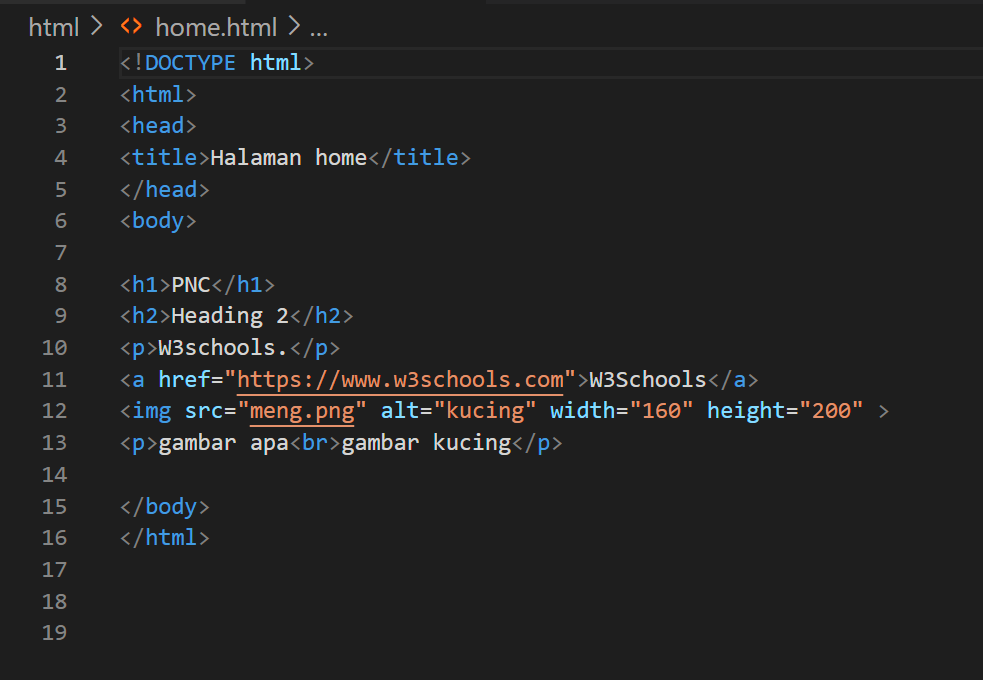 html > home.html > ...
1 <!DOCTYPE html>
2 <html>
3 <head>
4 <title>Halaman home</title>
5 </head>
6 <body>
7
8 <h1>PNC</h1>
9 <h2>Heading 2</h2>
10 <p>W3schools.</p>
11 <a href="https://www.w3schools.com">W3Schools</a>
12 <img src="meng.png" alt="kucing" width="160" height="200" >
13 <p>gambar apa<br>gambar kucing</p>
14
15 </body>
16 </html>
17
18
19